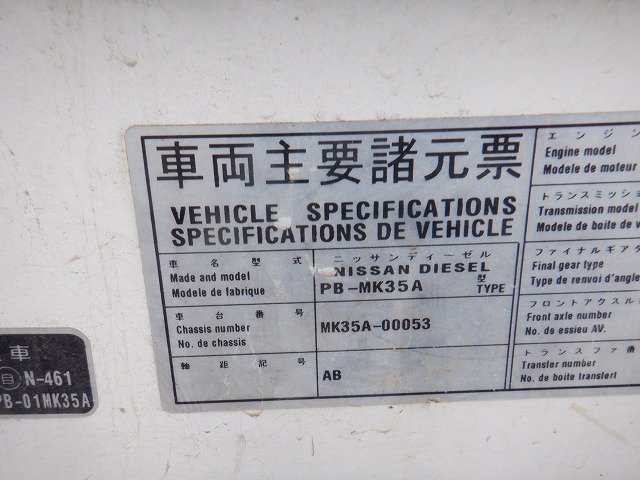 車両主要諸元票
VEHICLE SPECIFICATIONS
SPECIFICATIONS DE VEHICLE
車名型式
Made and model
Modele de fabrique
ニッサンディーゼル
NISSAN DIESEL
PB-MK35A 型 TYPE
車台番号
Chassis number
No. de chassis
MK35A-00053
軸距記号
AB
エンジン
Engine model
Modele de moteur
トランスミッショ
Transmission model
Modele de boite de
ファイナルギア
Final gear type
Type de renvoi d'angle
フロントアクスル
Front axle number
No. de essieu AV.
トランスファ番
Transfer number
No. de boite transfert
車
自 N-461
PB-01MK35A